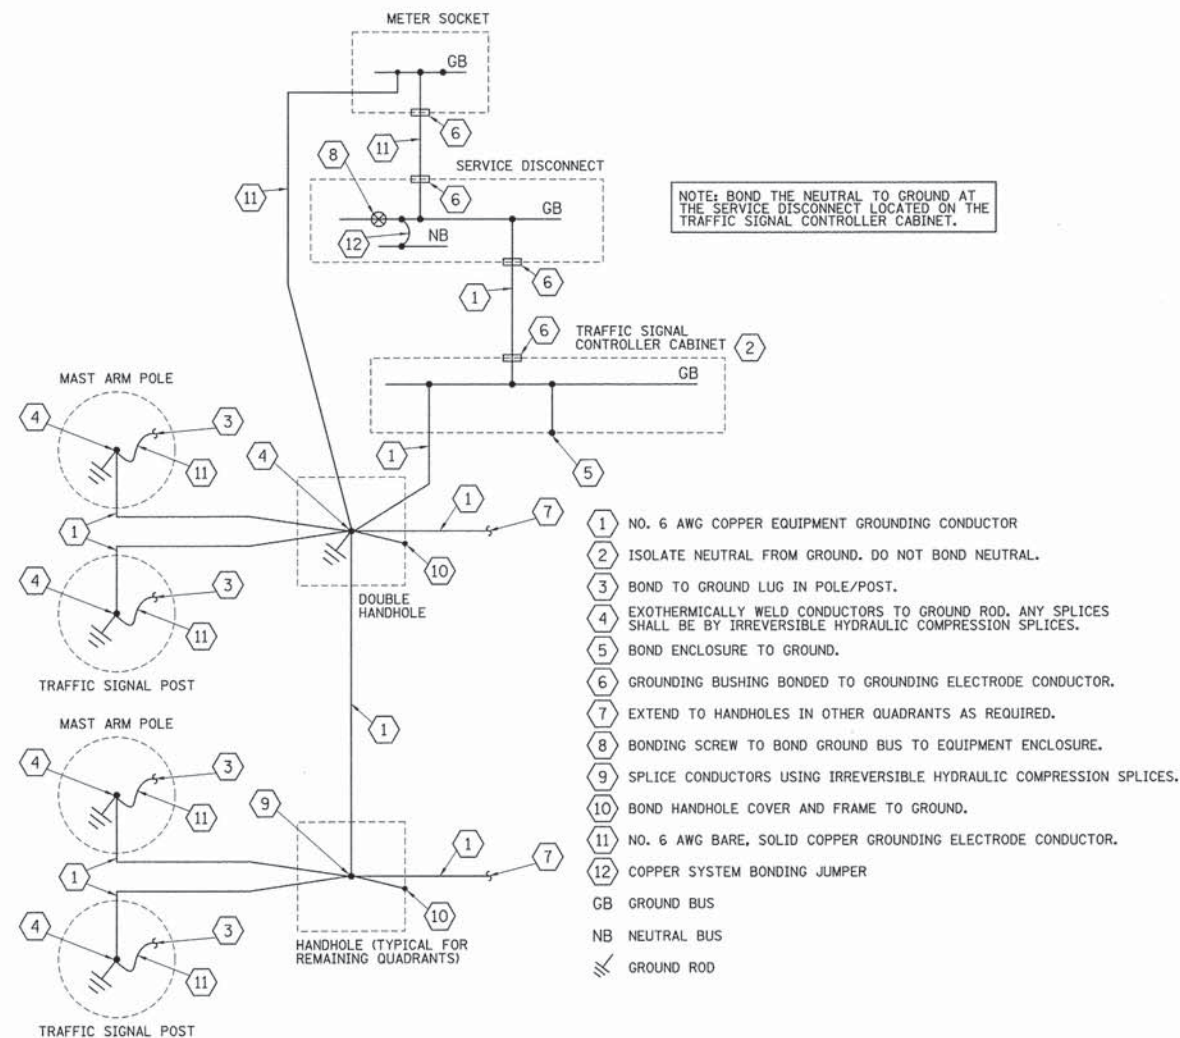 METER SOCKET
GB
6
11
8
SERVICE DISCONNECT
11
6
GB
NOTE: BOND THE NEUTRAL TO GROUND AT
THE SERVICE DISCONNECT LOCATED ON THE
TRAFFIC SIGNAL CONTROLLER CABINET.
12
NB
6
1
6
TRAFFIC SIGNAL
CONTROLLER CABINET
2
GB
MAST ARM POLE
4
3
11
4
1
5
1
1
7
10
DOUBLE
HANDHOLE
4
3
11
TRAFFIC SIGNAL POST
1
MAST ARM POLE
4
3
11
9
1
1
7
10
HANDHOLE (TYPICAL FOR
REMAINING QUADRANTS)
4
3
11
TRAFFIC SIGNAL POST
1 NO. 6 AWG COPPER EQUIPMENT GROUNDING CONDUCTOR
2 ISOLATE NEUTRAL FROM GROUND. DO NOT BOND NEUTRAL.
3 BOND TO GROUND LUG IN POLE/POST.
4 EXOTHERMICALLY WELD CONDUCTORS TO GROUND ROD. ANY SPLICES
SHALL BE BY IRREVERSIBLE HYDRAULIC COMPRESSION SPLICES.
5 BOND ENCLOSURE TO GROUND.
6 GROUNDING BUSHING BONDED TO GROUNDING ELECTRODE CONDUCTOR.
7 EXTEND TO HANDHOLES IN OTHER QUADRANTS AS REQUIRED.
8 BONDING SCREW TO BOND GROUND BUS TO EQUIPMENT ENCLOSURE.
9 SPLICE CONDUCTORS USING IRREVERSIBLE HYDRAULIC COMPRESSION SPLICES.
10 BOND HANDHOLE COVER AND FRAME TO GROUND.
11 NO. 6 AWG BARE, SOLID COPPER GROUNDING ELECTRODE CONDUCTOR.
12 COPPER SYSTEM BONDING JUMPER
GB GROUND BUS
NB NEUTRAL BUS
GROUND ROD